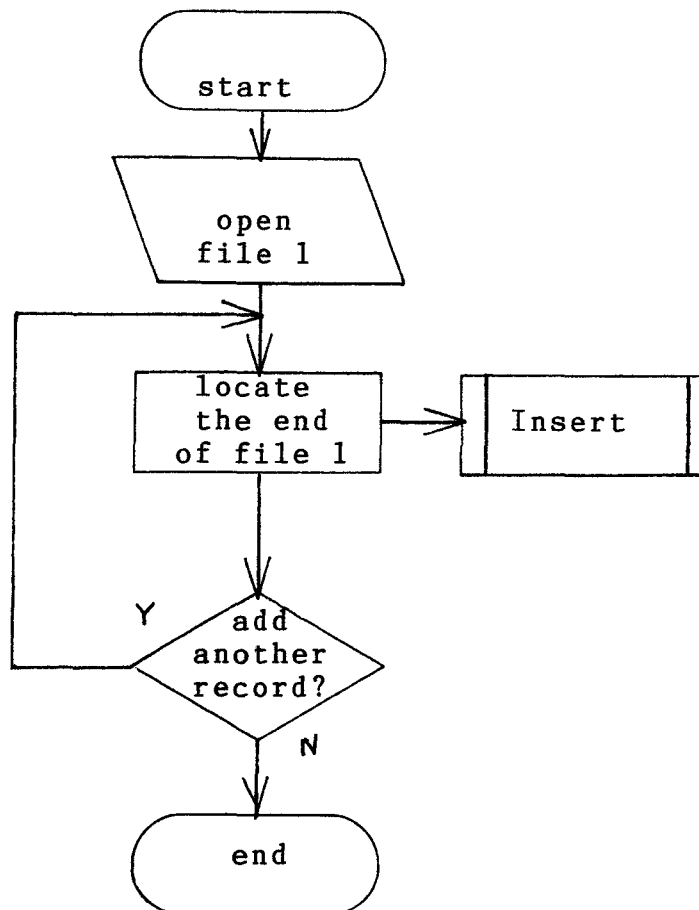 start
open
file 1
locate
the end
of file 1
Insert
Y
add
another
record?
N
end